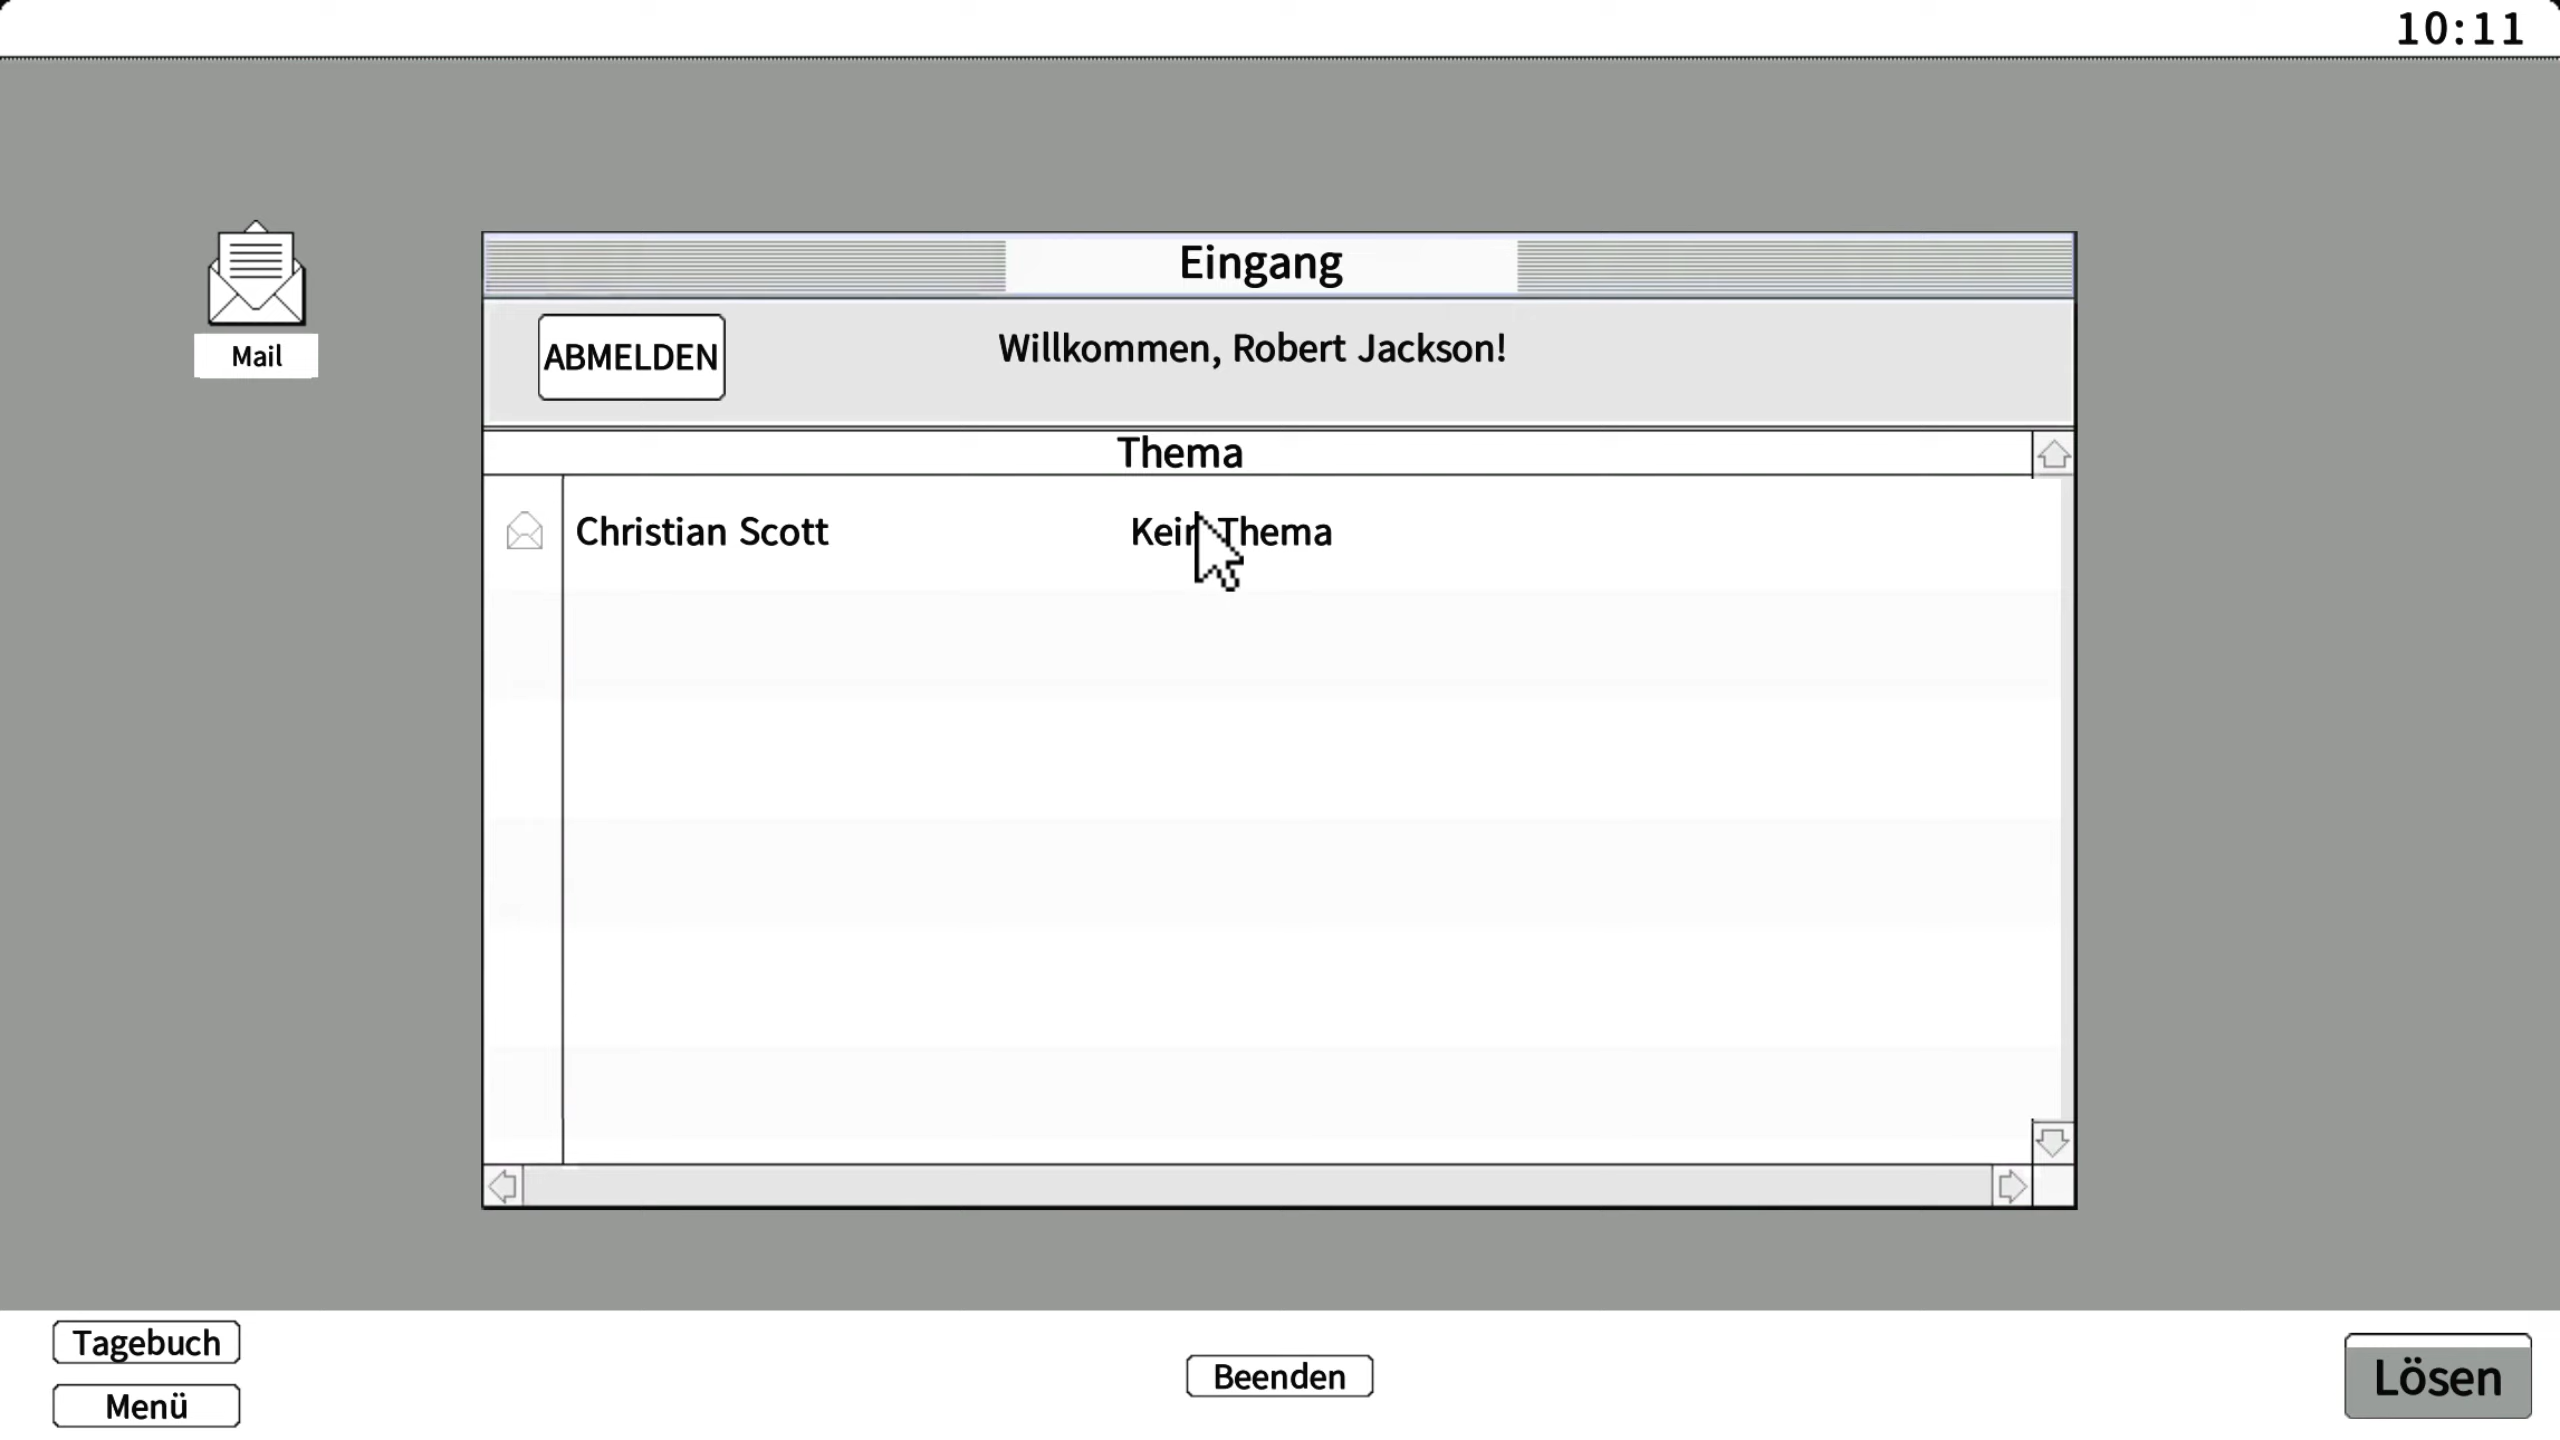 10:11
Mail
Eingang
ABMELDEN
Willkommen, Robert Jackson!
Thema
Christian Scott Kein Thema
Tagebuch
Menü
Beenden
Lösen